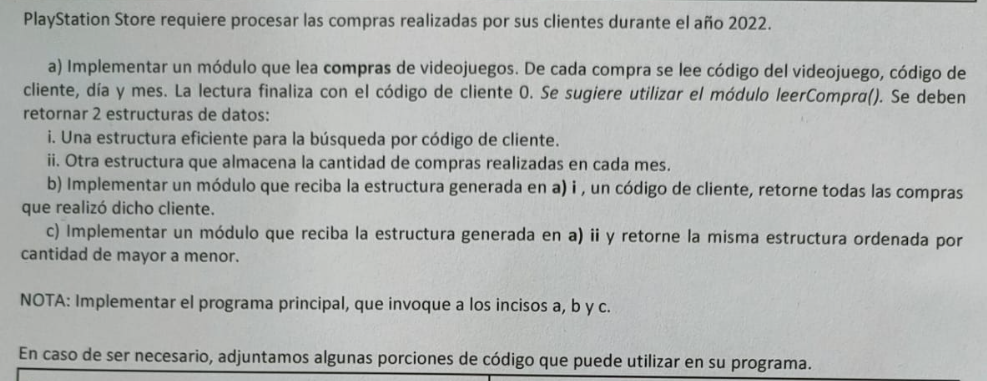 PlayStation Store requiere procesar las compras realizadas por sus clientes durante el año 2022.
a) Implementar un módulo que lea compras de videojuegos. De cada compra se lee código del videojuego, código de
cliente, día y mes. La lectura finaliza con el código de cliente 0. Se sugiere utilizar el módulo leerCompra(). Se deben
retornar 2 estructuras de datos:
i. Una estructura eficiente para la búsqueda por código de cliente.
ii. Otra estructura que almacena la cantidad de compras realizadas en cada mes.
b) Implementar un módulo que reciba la estructura generada en a) i , un código de cliente, retorne todas las compras
que realizó dicho cliente.
c) Implementar un módulo que reciba la estructura generada en a) ii y retorne la misma estructura ordenada por
cantidad de mayor a menor.
NOTA: Implementar el programa principal, que invoque a los incisos a, b y c.
En caso de ser necesario, adjuntamos algunas porciones de código que puede utilizar en su programa.